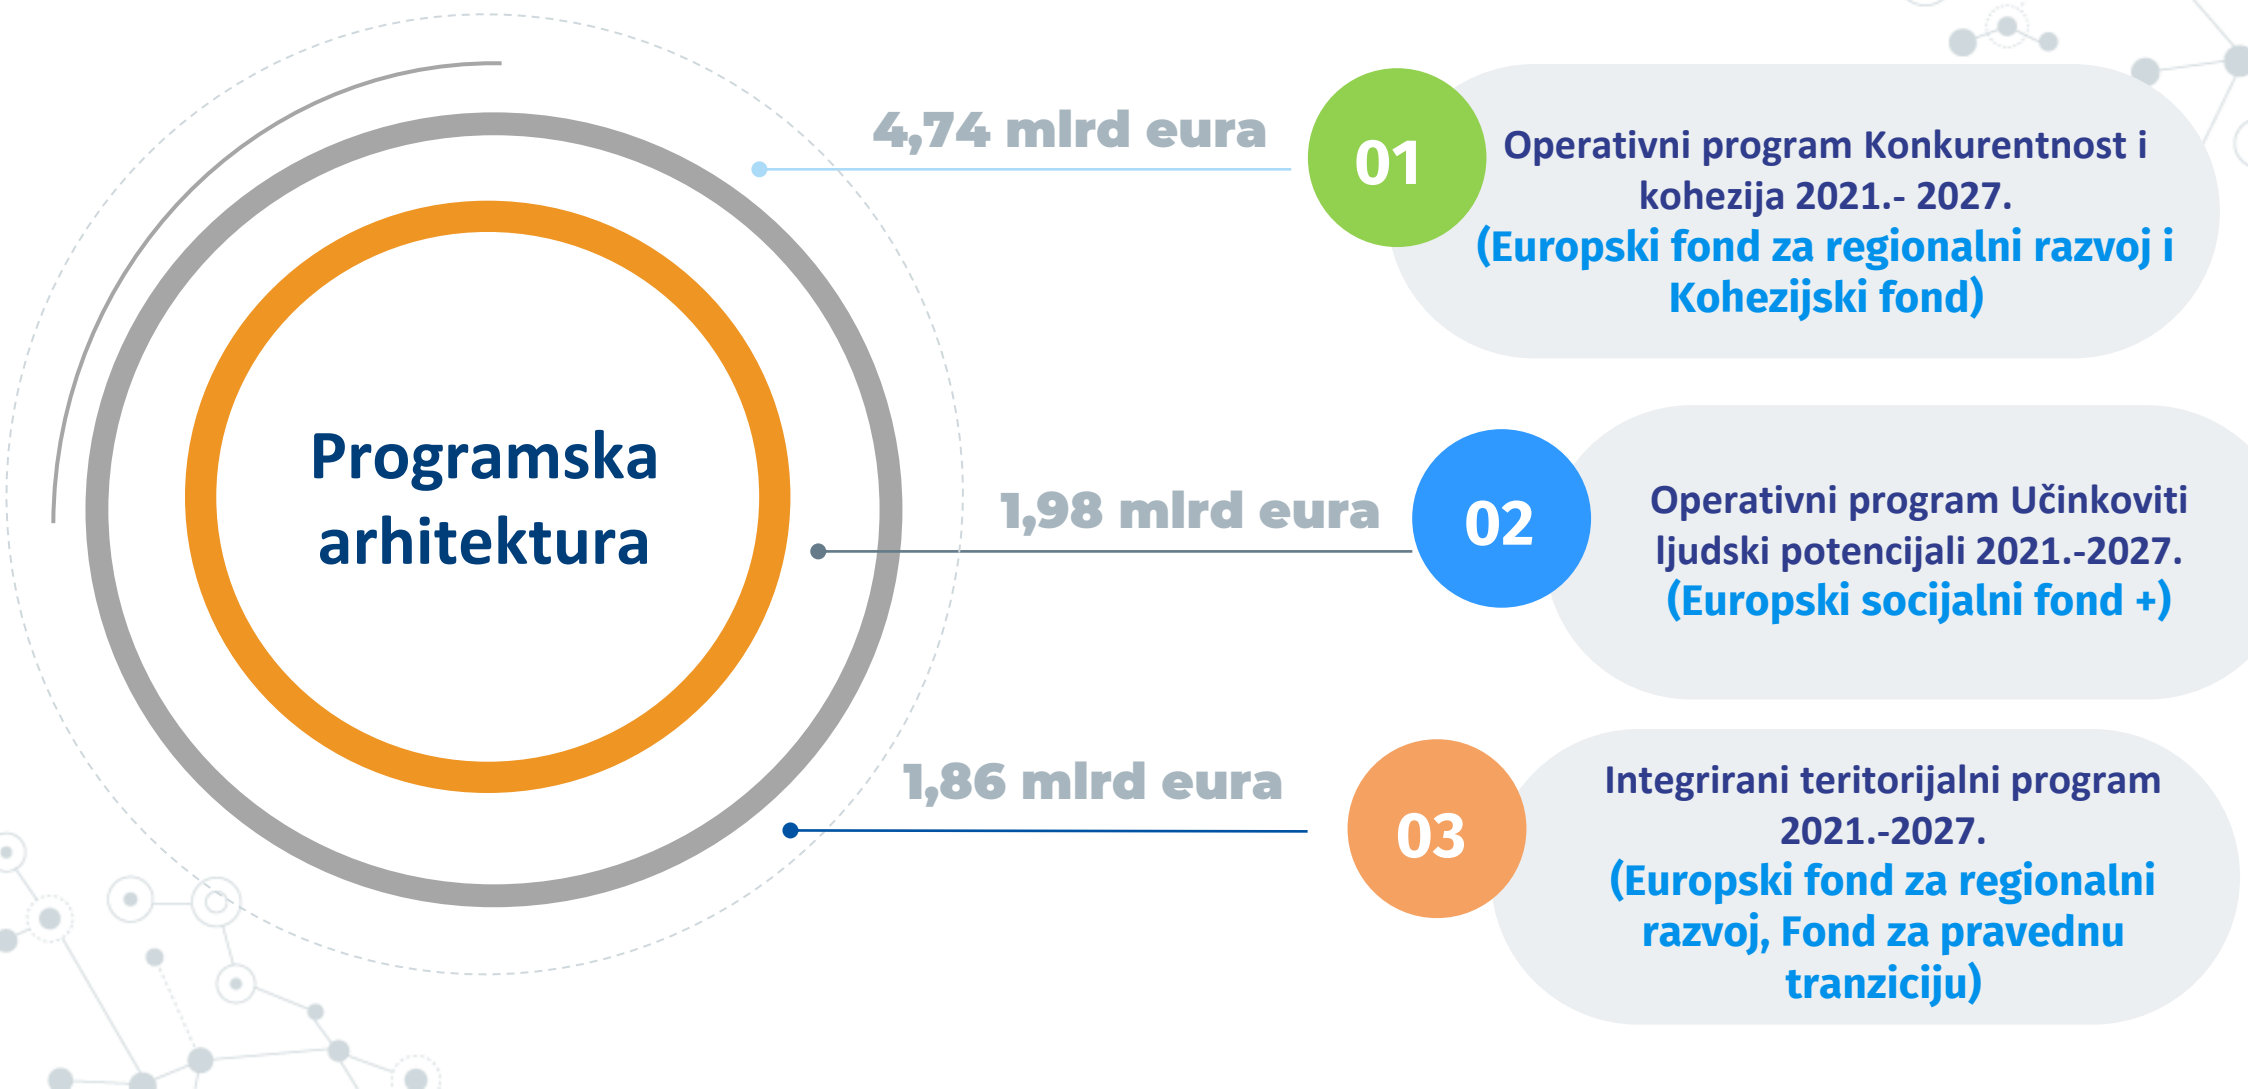 Programska
arhitektura
4,74 mlrd eura
01
Operativni program Konkurentnost i
kohezija 2021.- 2027.
(Europski fond za regionalni razvoj i
Kohezijski fond)
1,98 mlrd eura
02
Operativni program Učinkoviti
ljudski potencijali 2021.-2027.
(Europski socijalni fond +)
1,86 mlrd eura
03
Integrirani teritorijalni program
2021.-2027.
(Europski fond za regionalni
razvoj, Fond za pravednu
tranziciju)